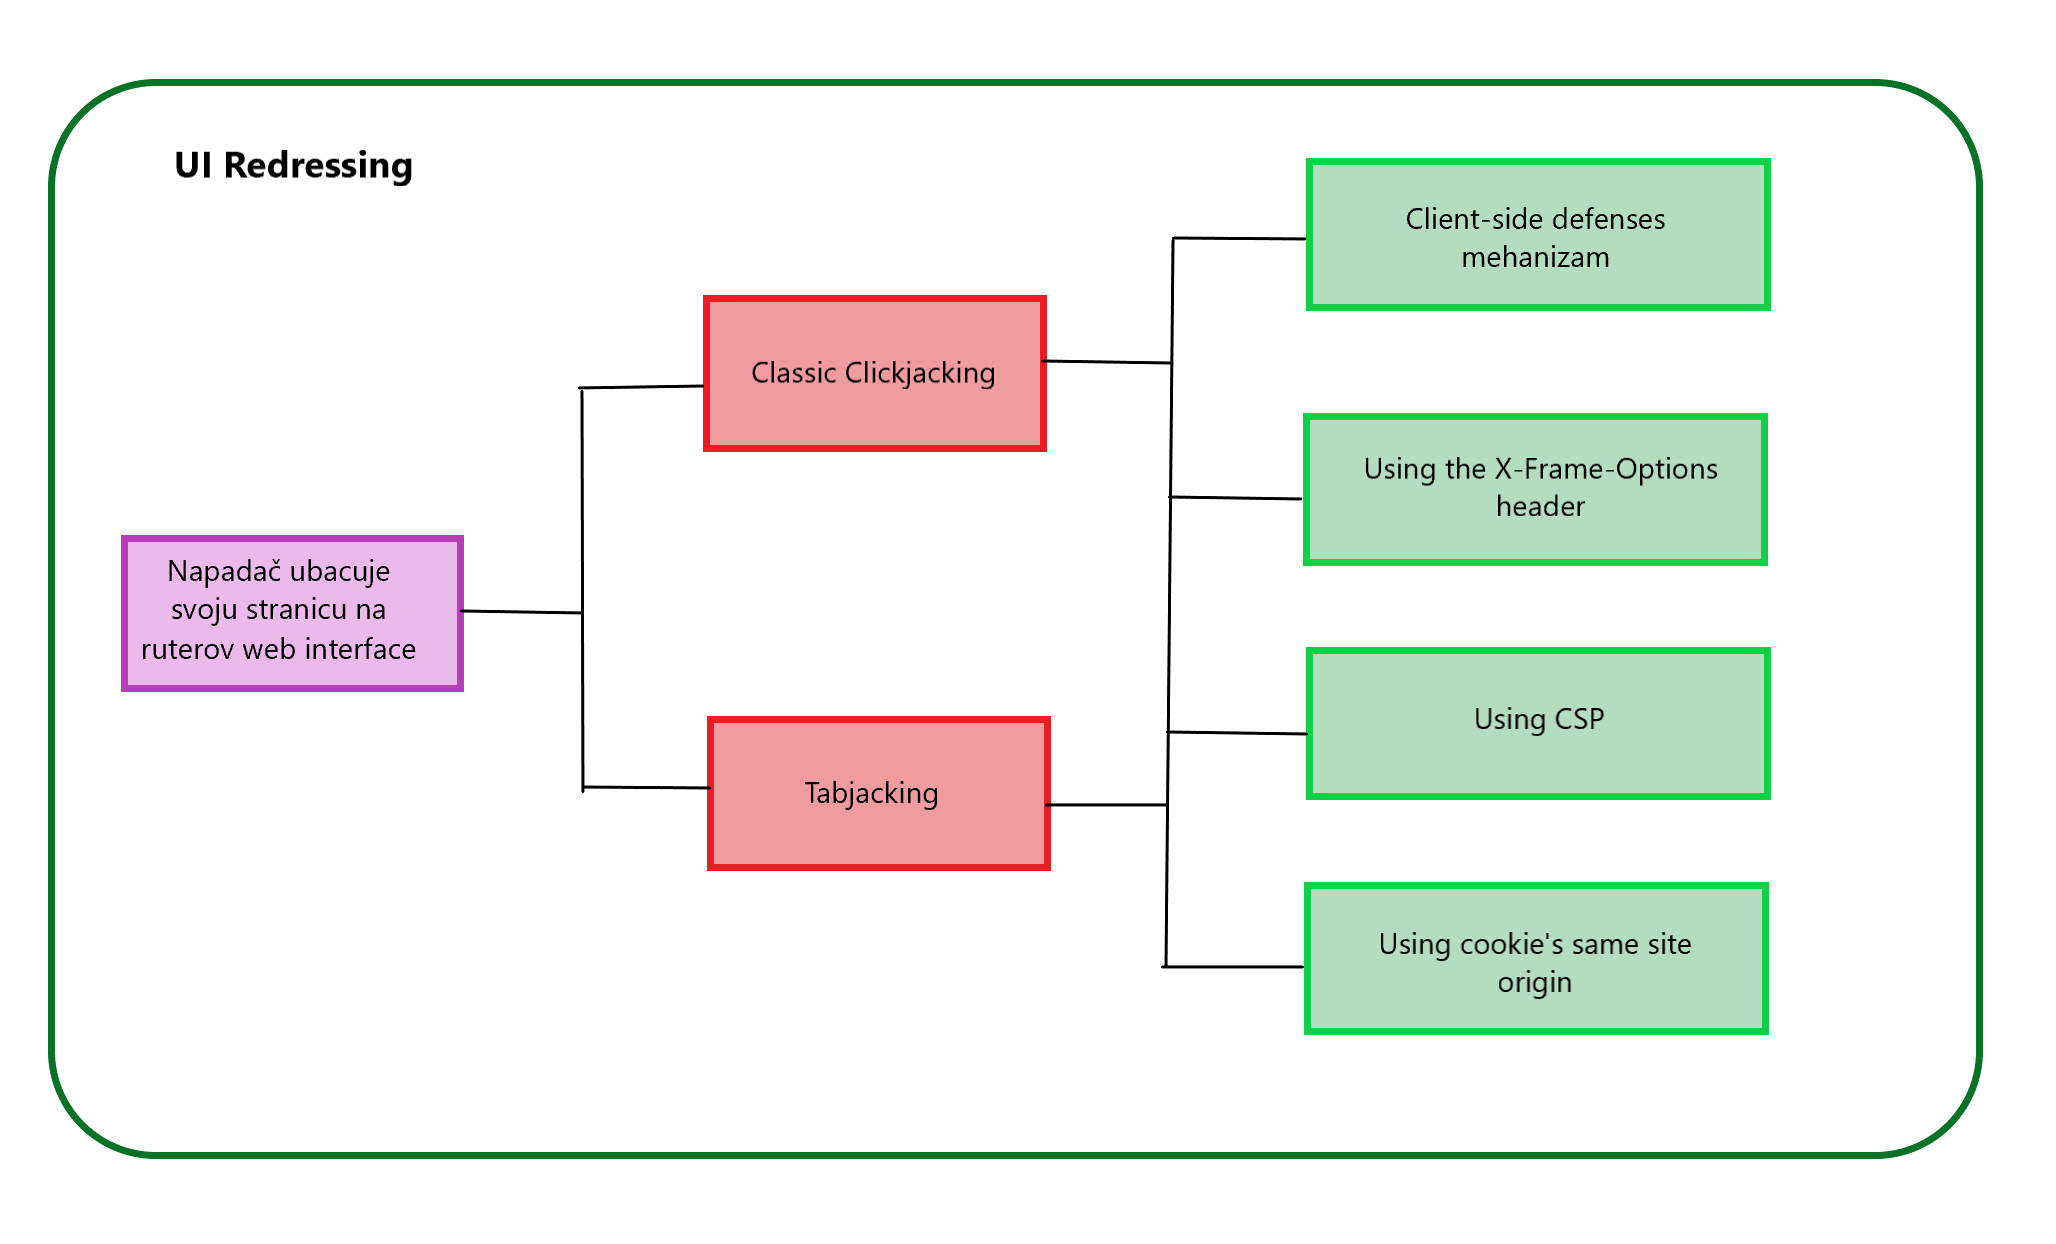 UI Redressing
Napadač ubacuje
svoju stranicu na
ruterov web interface
Classic Clickjacking
Tabjacking
Client-side defenses
mehanizam
Using the X-Frame-Options
header
Using CSP
Using cookie's same site
origin